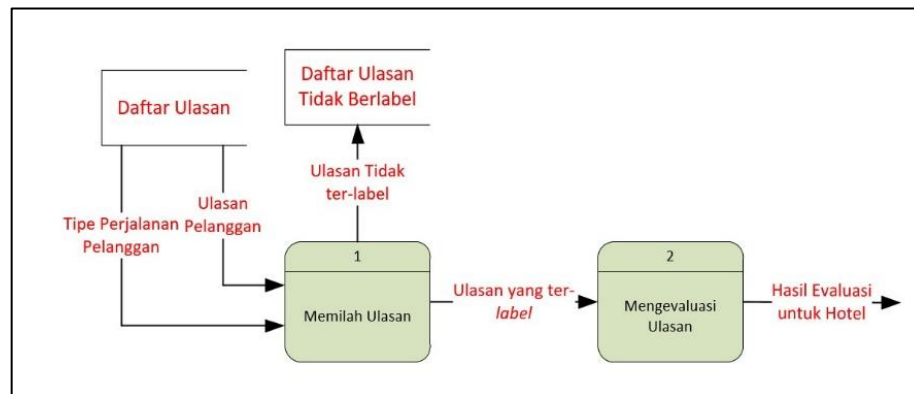 Daftar Ulasan
Daftar Ulasan
Tidak Berlabel
Tipe Perjalanan
Pelanggan
Ulasan
Pelanggan
Ulasan Tidak
ter-label
1
Memilah Ulasan
Ulasan yang ter-
label
2
Mengevaluasi
Ulasan
Hasil Evaluasi
untuk Hotel